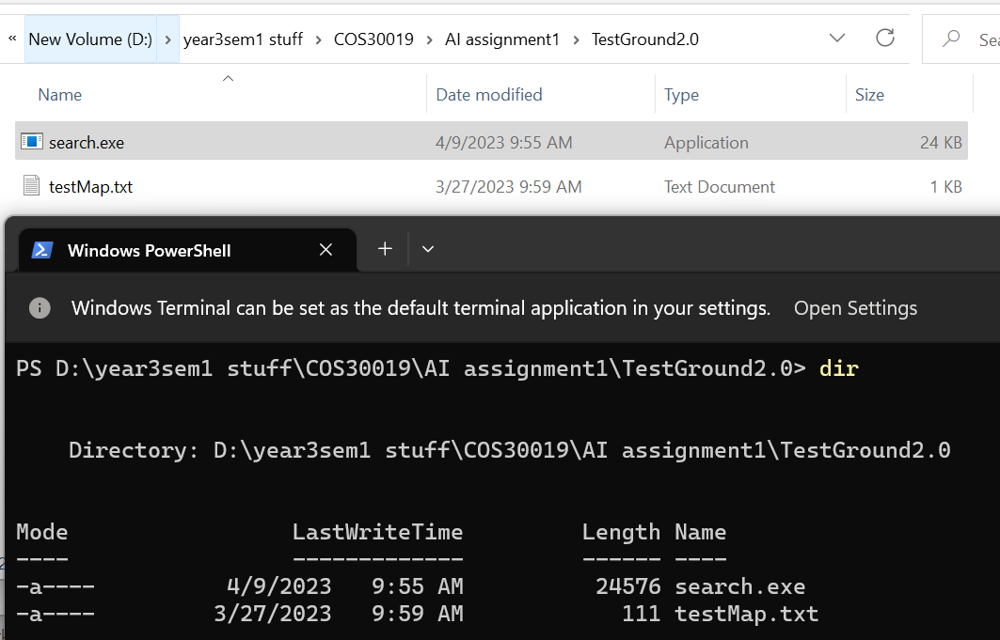 « New Volume (D:) > year3sem1 stuff > COS30019 > AI assignment1 > TestGround2.0
Name Date modified Type Size
search.exe 4/9/2023 9:55 AM Application 24 KB
testMap.txt 3/27/2023 9:59 AM Text Document 1 KB
Windows PowerShell
Windows Terminal can be set as the default terminal application in your settings. Open Settings
PS D:\year3sem1 stuff\COS30019\AI assignment1\TestGround2.0> dir
Directory: D:\year3sem1 stuff\COS30019\AI assignment1\TestGround2.0
Mode LastWriteTime Length Name
---- ------------- ------ ----
-a---- 4/9/2023 9:55 AM 24576 search.exe
-a---- 3/27/2023 9:59 AM 111 testMap.txt